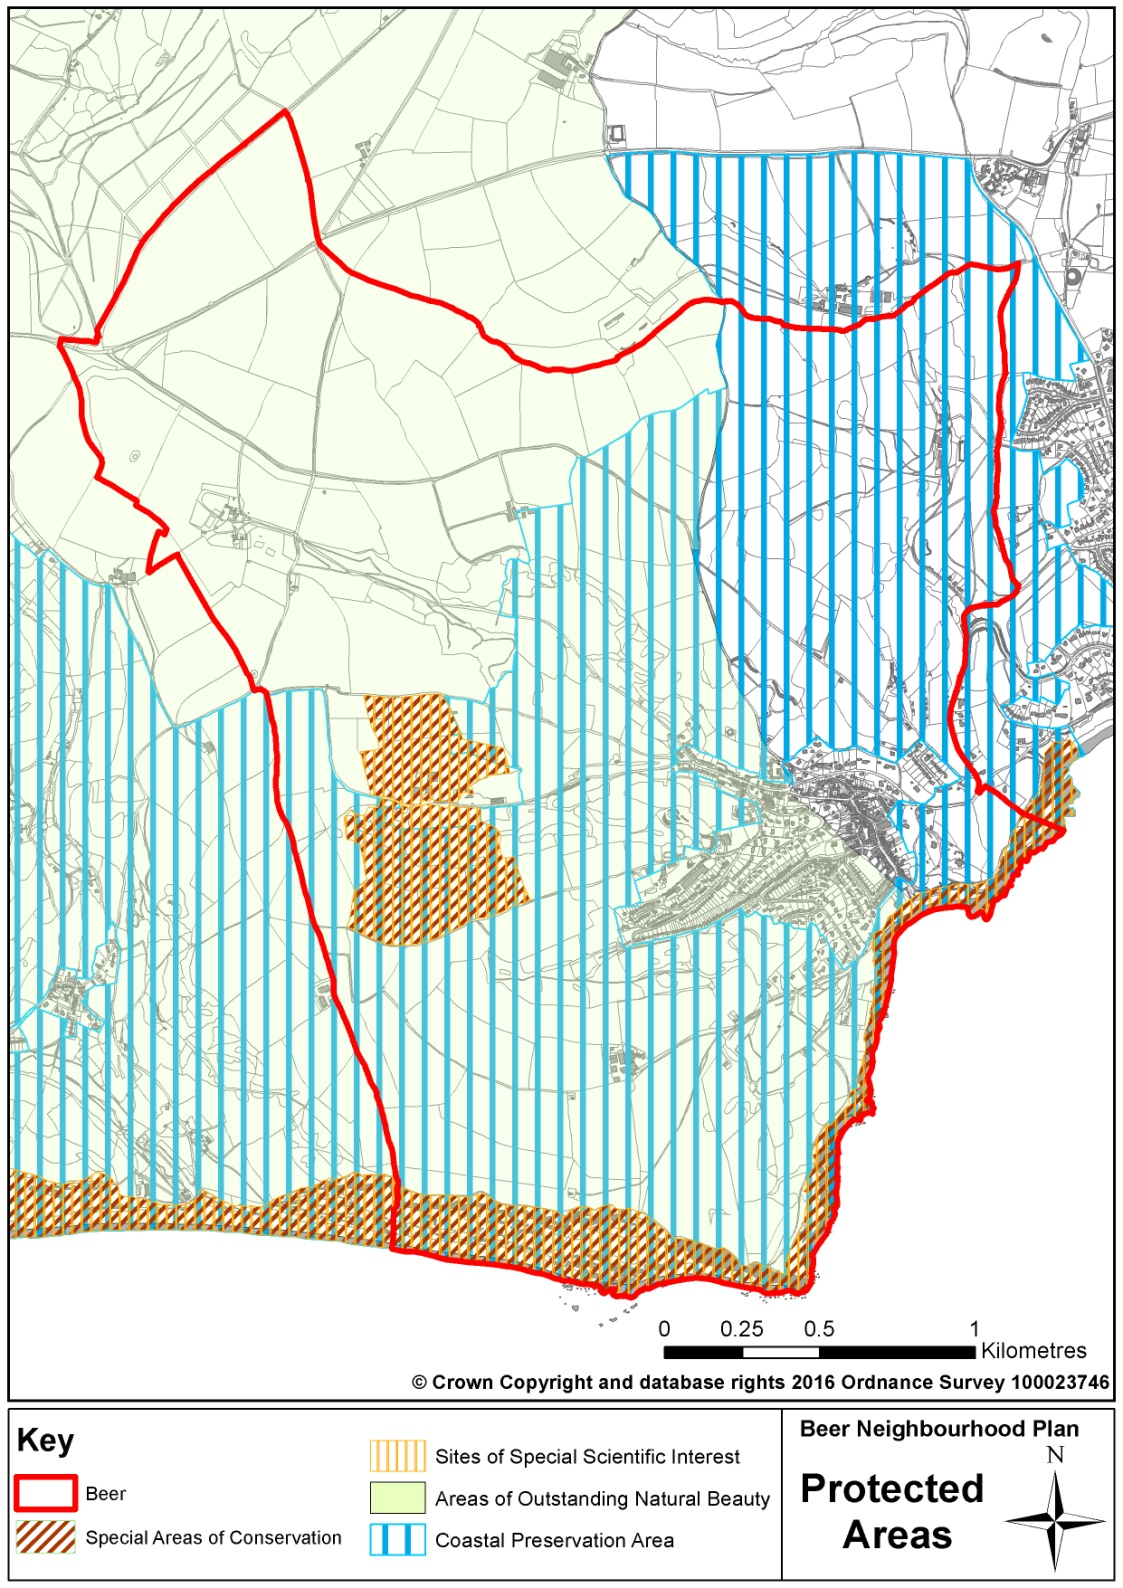 0 0.25 0.5 1
Kilometres
© Crown Copyright and database rights 2016 Ordnance Survey 100023746
Key
Beer
Special Areas of Conservation
Sites of Special Scientific Interest
Areas of Outstanding Natural Beauty
Coastal Preservation Area
Beer Neighbourhood Plan
N
Protected
Areas